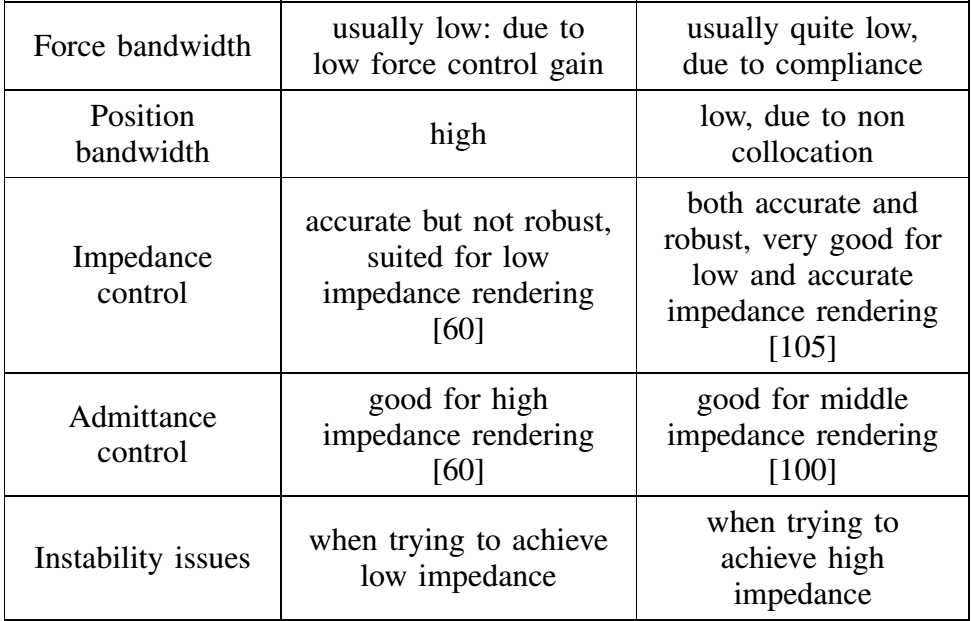 Force bandwidth
usually low: due to
low force control gain
usually quite low,
due to compliance
Position
bandwidth
high
low, due to non
collocation
Impedance
control
accurate but not robust,
suited for low
impedance rendering
[60]
both accurate and
robust, very good for
low and accurate
impedance rendering
[105]
Admittance
control
good for high
impedance rendering
[60]
good for middle
impedance rendering
[100]
Instability issues
when trying to achieve
low impedance
when trying to
achieve high
impedance